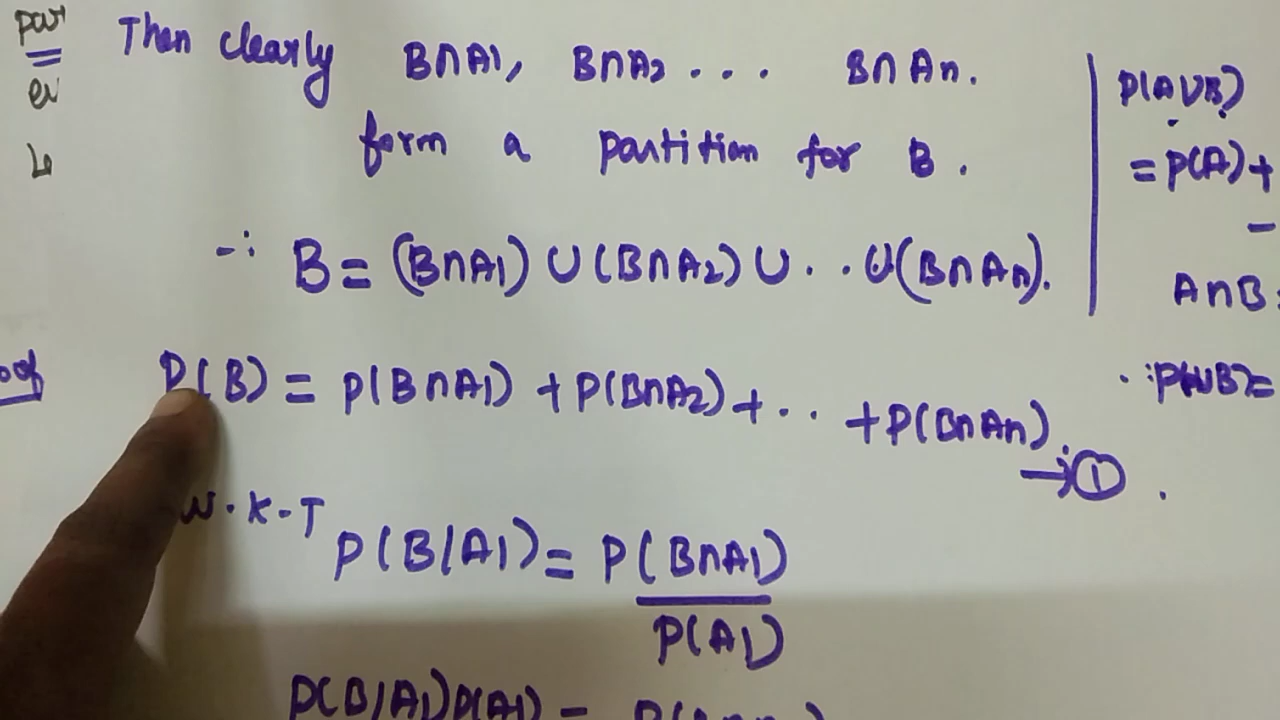 Then clearly B∩A1, B∩A2 ... B∩An.
form a partition for B.
∴ B = (B∩A1) ∪ (B∩A2) ∪ . . ∪ (B∩An).
P(B) = P(B∩A1) + P(B∩A2) + . . + P(B∩An).
→ ①.
W.K.T
P(B/A1) = P(B∩A1)
P(A1)
P(B/A1)P(A1) =
P(A∪B)
= P(A) +
-
A∩B
∴ P(A∪B) =